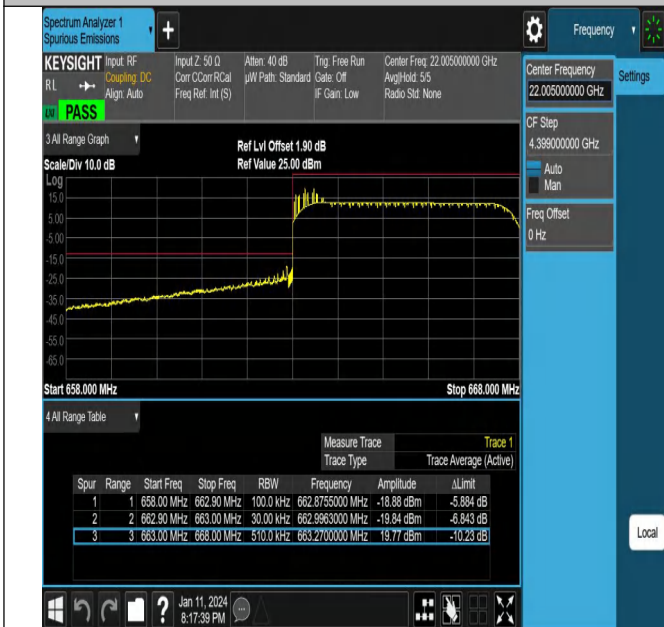 Spectrum Analyzer 1
Spurious Emissions
Frequency
KEYSIGHT
RL
Input: RF
Coupling: DC
Align: Auto
Input Z: 50 Ω
Corr CCorr RCal
Freq Ref: Int (S)
Atten: 40 dB
µW Path: Standard
Trig: Free Run
Gate: Off
IF Gain: Low
Center Freq: 22.005000000 GHz
Avg|Hold: 5/5
Radio Std: None
PASS
3 All Range Graph
Scale/Div 10.0 dB
Ref Lvl Offset 1.90 dB
Ref Value 25.00 dBm
Log
15.0
5.00
-5.00
-15.0
-25.0
-35.0
-45.0
-55.0
-65.0
Start 658.000 MHz
Stop 668.000 MHz
4 All Range Table
Measure Trace Trace 1
Trace Type Trace Average (Active)
Spur Range Start Freq Stop Freq RBW Frequency Amplitude ΔLimit
1 1 658.00 MHz 662.90 MHz 100.0 kHz 662.8755000 MHz -18.88 dBm -5.884 dB
2 2 662.90 MHz 663.00 MHz 30.00 kHz 662.9963000 MHz -19.84 dBm -6.843 dB
3 3 663.00 MHz 668.00 MHz 510.0 kHz 663.2700000 MHz 19.77 dBm -10.23 dB
Center Frequency
22.005000000 GHz
Settings
CF Step
4.399000000 GHz
Auto
Man
Freq Offset
0 Hz
Local
Jan 11, 2024
8:17:39 PM